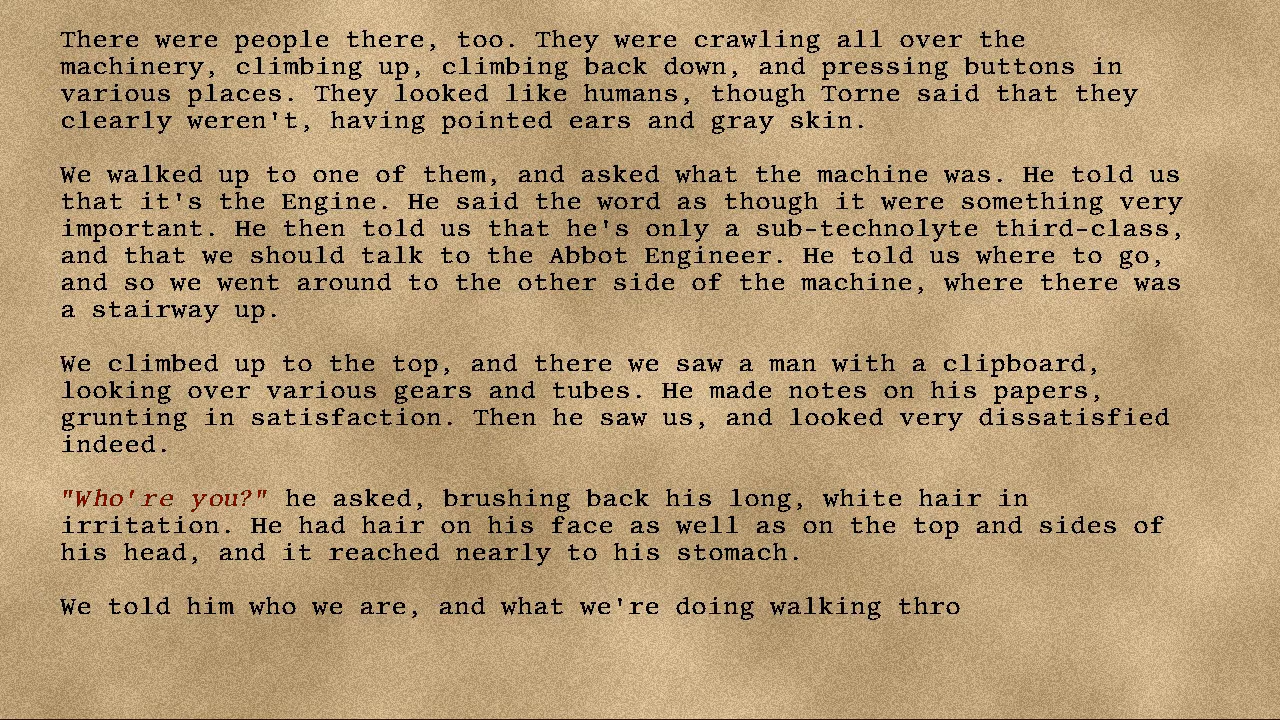 There were people there, too. They were crawling all over the
machinery, climbing up, climbing back down, and pressing buttons in
various places. They looked like humans, though Torne said that they
clearly weren't, having pointed ears and gray skin.
We walked up to one of them, and asked what the machine was. He told us
that it's the Engine. He said the word as though it were something very
important. He then told us that he's only a sub-technolyte third-class,
and that we should talk to the Abbot Engineer. He told us where to go,
and so we went around to the other side of the machine, where there was
a stairway up.
We climbed up to the top, and there we saw a man with a clipboard,
looking over various gears and tubes. He made notes on his papers,
grunting in satisfaction. Then he saw us, and looked very dissatisfied
indeed.
"Who're you?" he asked, brushing back his long, white hair in
irritation. He had hair on his face as well as on the top and sides of
his head, and it reached nearly to his stomach.
We told him who we are, and what we're doing walking thro